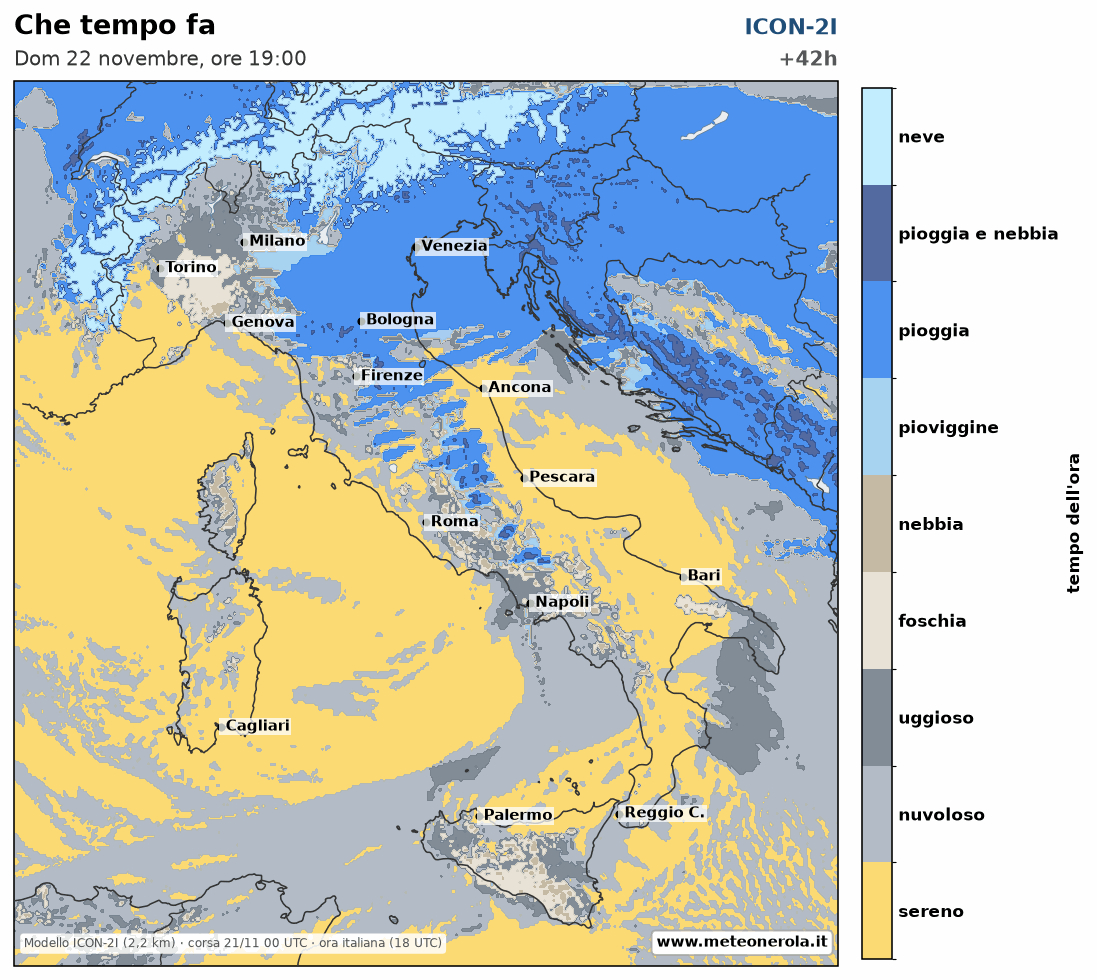 Che tempo fa
ICON-2I
Dom 22 novembre, ore 19:00
+42h
neve
pioggia e nebbia
pioggia
pioviggine
nebbia
foschia
uggioso
nuvoloso
sereno
tempo dell'ora
Milano
Venezia
Torino
Genova
Bologna
Firenze
Ancona
Pescara
Roma
Bari
Napoli
Cagliari
Palermo
Reggio C.
Modello ICON-2I (2,2 km) · corsa 21/11 00 UTC · ora italiana (18 UTC)
www.meteonerola.it